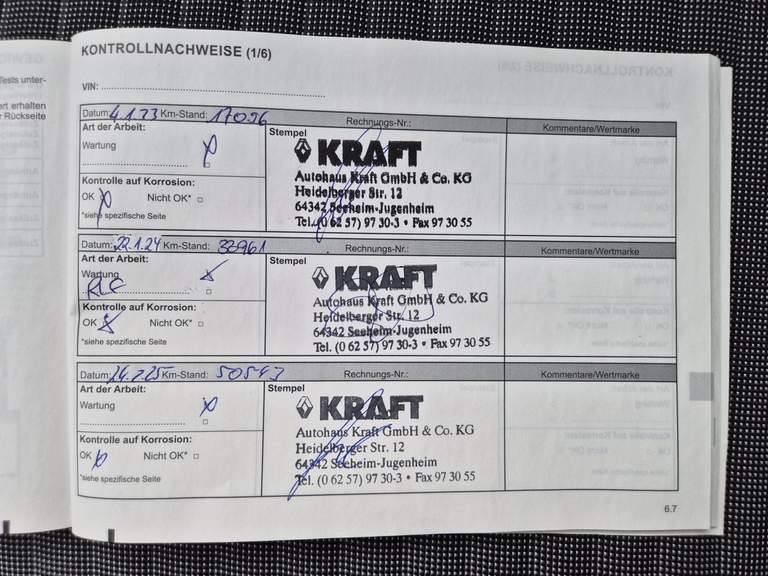 KONTROLLNACHWEISE (1/6)
Tests unter-
ert erhalten
r Rückseite
VIN:
Datum: 4.1.23 Km-Stand: 17096 Rechnungs-Nr.: Kommentare/Wertmarke
Art der Arbeit:
Wartung
Kontrolle auf Korrosion:
OK Nicht OK*
*siehe spezifische Seite
Stempel
KRAFT
Autohaus Kraft GmbH & Co. KG
Heidelberger Str. 12
64342 Seeheim-Jugenheim
Tel. (0 62 57) 97 30-3 • Fax 97 30 55
Datum: 22.1.24 Km-Stand: 33961 Rechnungs-Nr.: Kommentare/Wertmarke
Art der Arbeit:
Wartung
Kontrolle auf Korrosion:
OK Nicht OK*
*siehe spezifische Seite
Stempel
KRAFT
Autohaus Kraft GmbH & Co. KG
Heidelberger Str. 12
64342 Seeheim-Jugenheim
Tel. (0 62 57) 97 30-3 • Fax 97 30 55
Datum: Km-Stand: 50543 Rechnungs-Nr.: Kommentare/Wertmarke
Art der Arbeit:
Wartung
Kontrolle auf Korrosion:
OK Nicht OK*
*siehe spezifische Seite
Stempel
KRAFT
Autohaus Kraft GmbH & Co. KG
Heidelberger Str. 12
64342 Seeheim-Jugenheim
Tel. (0 62 57) 97 30-3 • Fax 97 30 55
6.7